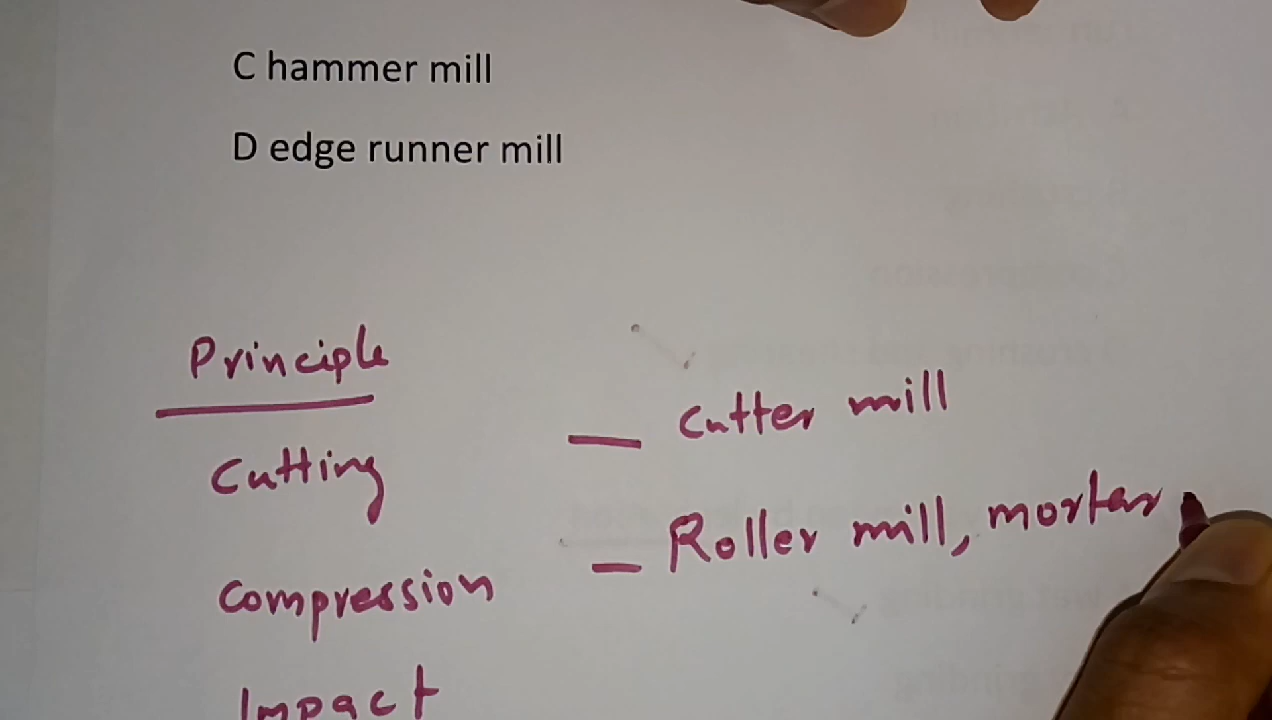 C hammer mill
D edge runner mill
Principle
Cutting — Cutter mill
Compression — Roller mill, mortar
Impact